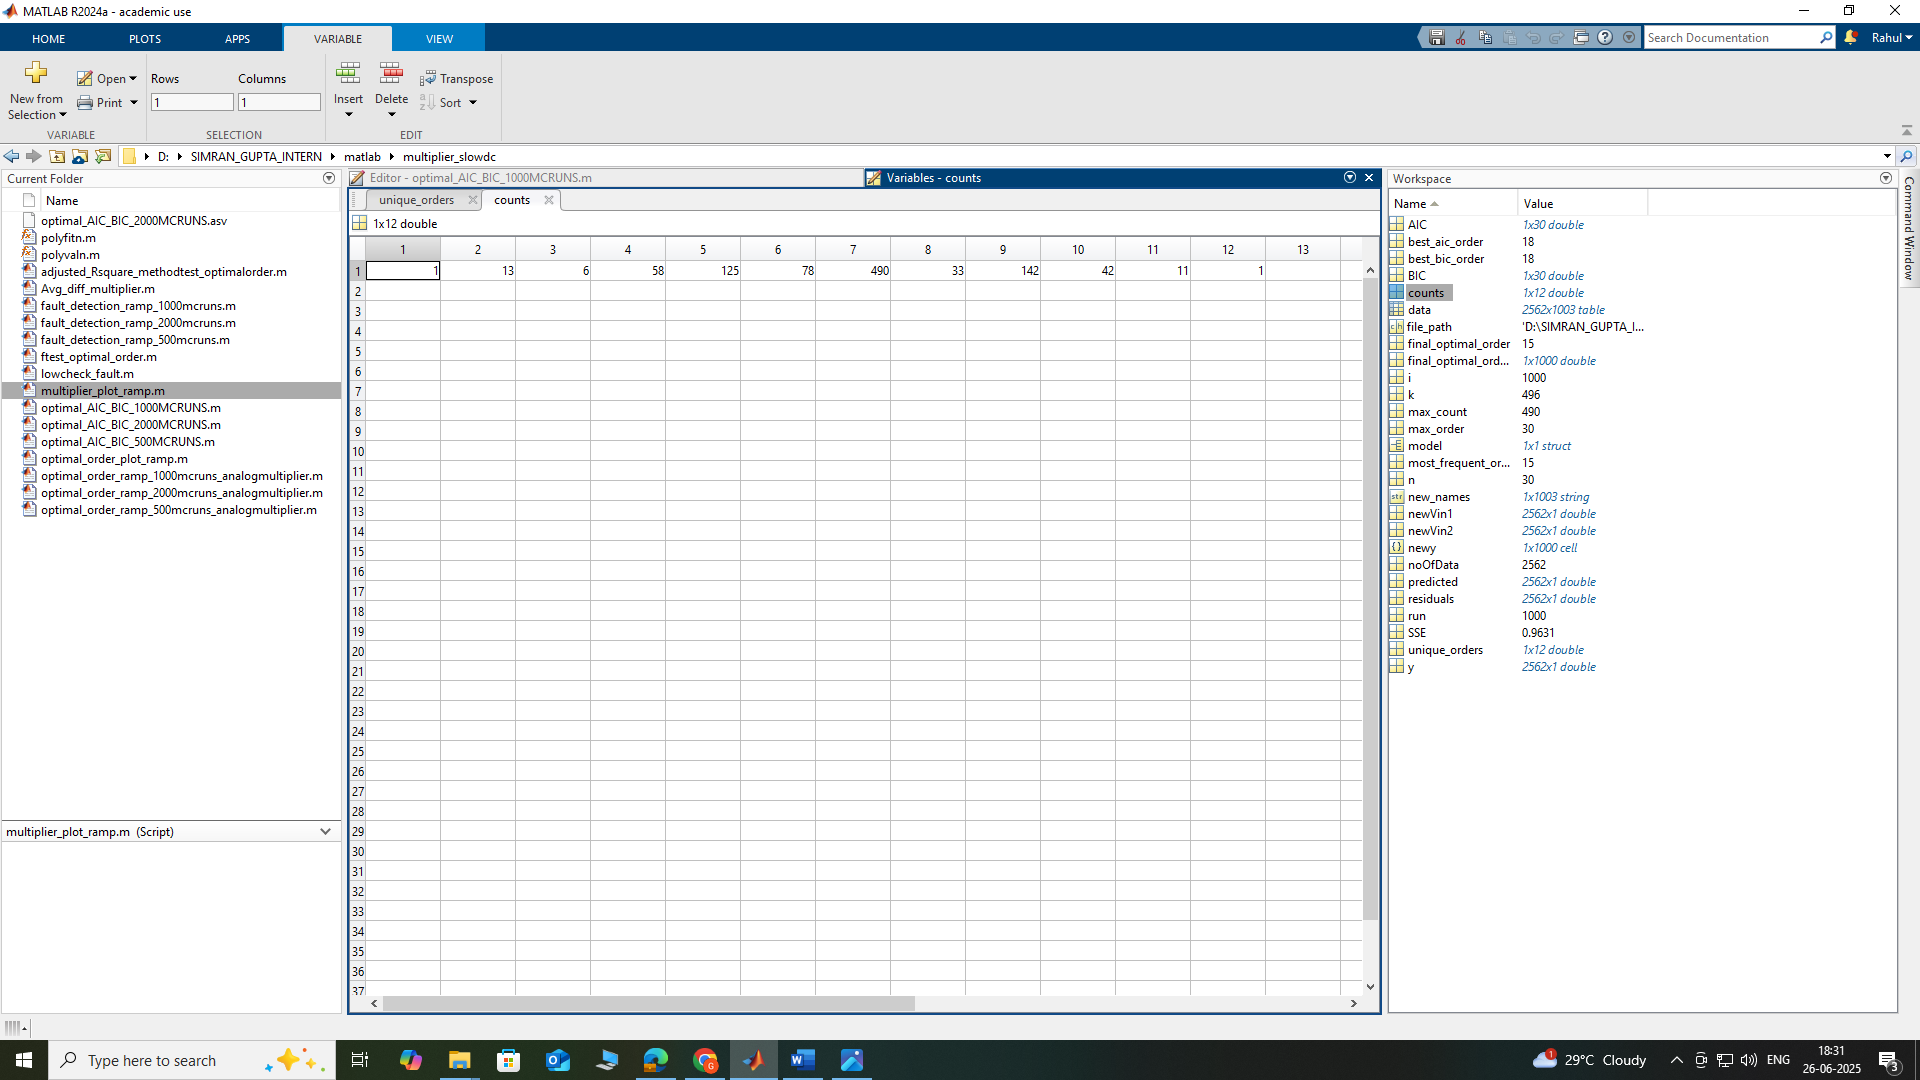 MATLAB R2024a - academic use
HOME PLOTS APPS VARIABLE VIEW
Search Documentation
Rahul
New from Selection
Open
Print
Rows
1
Columns
1
Insert
Delete
Transpose
Sort
VARIABLE SELECTION EDIT
D: SIMRAN_GUPTA_INTERN matlab multiplier_slowdc
Current Folder
Name
optimal_AIC_BIC_2000MCRUNS.asv
polyfitn.m
polyvaln.m
adjusted_Rsquare_methodtest_optimalorder.m
Avg_diff_multiplier.m
fault_detection_ramp_1000mcruns.m
fault_detection_ramp_2000mcruns.m
fault_detection_ramp_500mcruns.m
ftest_optimal_order.m
lowcheck_fault.m
multiplier_plot_ramp.m
optimal_AIC_BIC_1000MCRUNS.m
optimal_AIC_BIC_2000MCRUNS.m
optimal_AIC_BIC_500MCRUNS.m
optimal_order_plot_ramp.m
optimal_order_ramp_1000mcruns_analogmultiplier.m
optimal_order_ramp_2000mcruns_analogmultiplier.m
optimal_order_ramp_500mcruns_analogmultiplier.m
multiplier_plot_ramp.m (Script)
Editor - optimal_AIC_BIC_1000MCRUNS.m
Variables - counts
unique_orders counts
1x12 double
1 2 3 4 5 6 7 8 9 10 11 12 13
1 1 13 6 58 125 78 490 33 142 42 11 1
2
3
4
5
6
7
8
9
10
11
12
13
14
15
16
17
18
19
20
21
22
23
24
25
26
27
28
29
30
31
32
33
34
35
36
37
Workspace
Name Value
AIC 1x30 double
best_aic_order 18
best_bic_order 18
BIC 1x30 double
counts 1x12 double
data 2562x1003 table
file_path 'D:\SIMRAN_GUPTA_I...
final_optimal_order 15
final_optimal_ord... 1x1000 double
i 1000
k 496
max_count 490
max_order 30
model 1x1 struct
most_frequent_or... 15
n 30
new_names 1x1003 string
newVin1 2562x1 double
newVin2 2562x1 double
newy 1x1000 cell
noOfData 2562
predicted 2562x1 double
residuals 2562x1 double
run 1000
SSE 0.9631
unique_orders 1x12 double
y 2562x1 double
Command Window
Type here to search
29°C Cloudy
ENG
18:31
26-06-2025
3